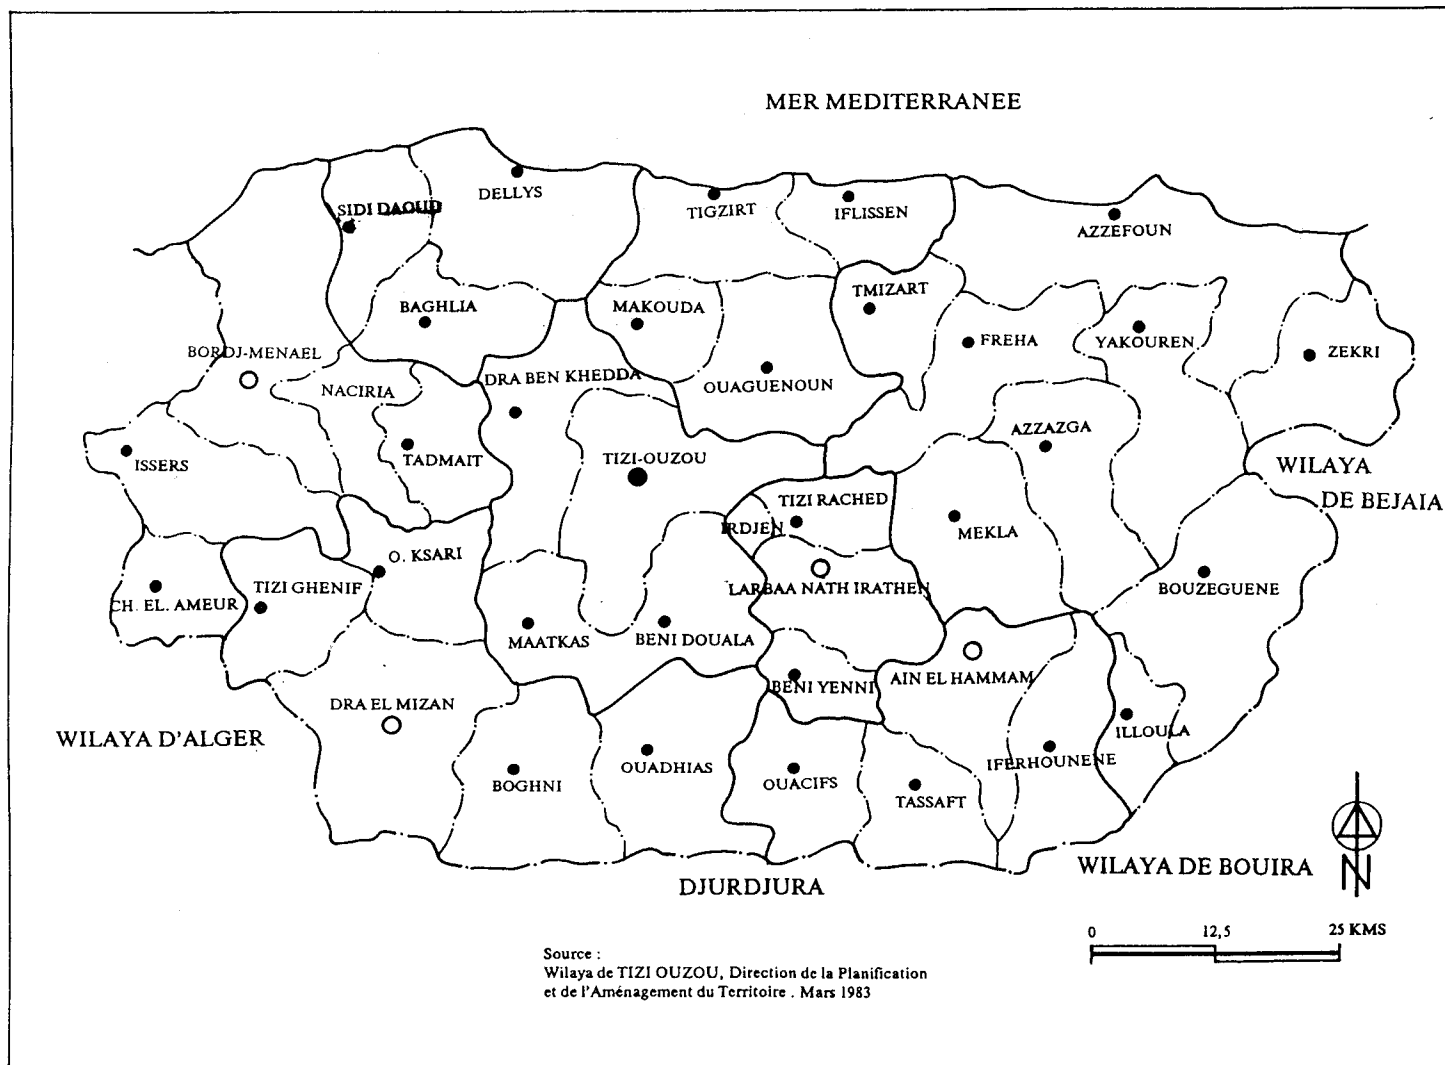 MER MEDITERRANEE
DELLYS
SIDI DAOUD
TIGZIRT
IFLISSEN
AZZEFOUN
BAGHLIA
MAKOUDA
TMIZART
FREHA
YAKOUREN
ZEKRI
BORDJ-MENAEL
NACIRIA
DRA BEN KHEDDA
OUAGUENOUN
ISSERS
TADMAIT
TIZI-OUZOU
AZZAZGA
WILAYA
DE BEJAIA
TIZI RACHED
IRDJEN
MEKLA
O. KSARI
TIZI GHENIF
CH. EL. AMEUR
LARBAA NATH IRATHEN
BOUZEGUENE
MAATKAS
BENI DOUALA
BENI YENNI
AIN EL HAMMAM
DRA EL MIZAN
WILAYA D'ALGER
ILLOULA
OUADHIAS
IFERHOUNENE
BOGHNI
OUACIFS
TASSAFT
DJURDJURA
WILAYA DE BOUIRA
N
0 12,5 25 KMS
Source :
Wilaya de TIZI OUZOU, Direction de la Planification
et de l'Aménagement du Territoire . Mars 1983